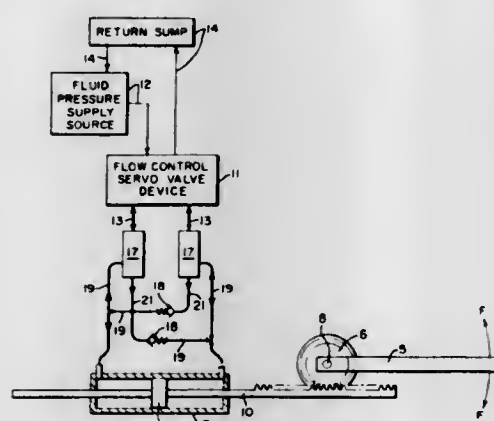 RETURN SUMP
14
14
12
FLUID
PRESSURE
SUPPLY
SOURCE
FLOW CONTROL
SERVO VALVE
DEVICE
11
13
13
17
17
19
21
18
21
19
19
18
19
8
6
5
F
F
10